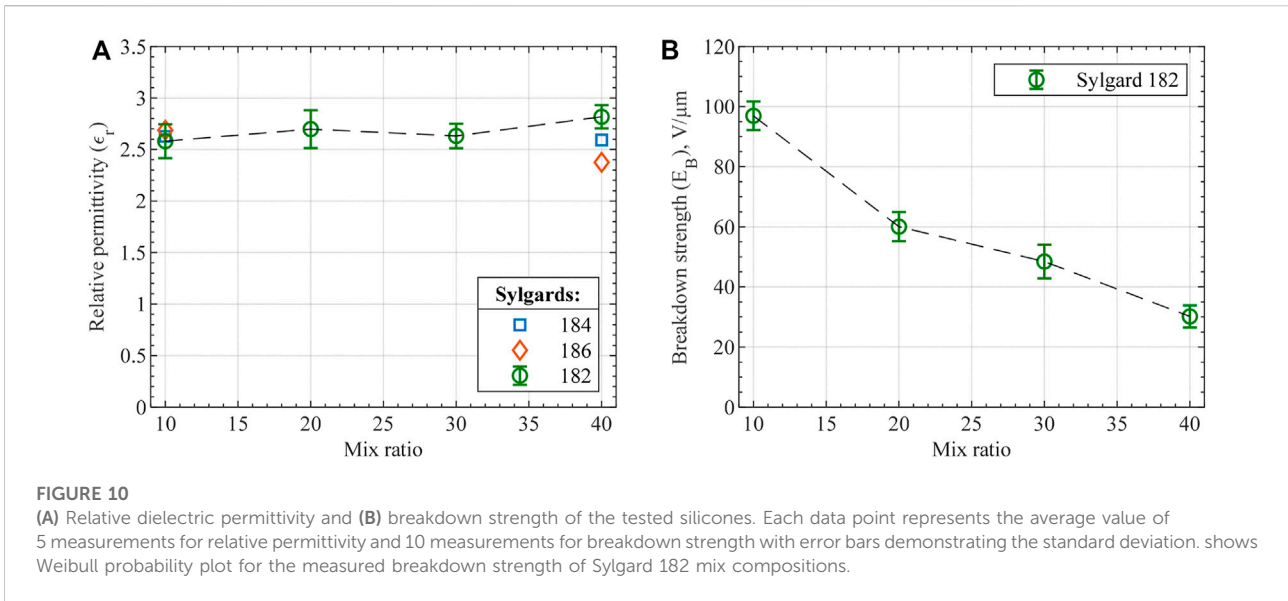 A
3.5
3
2.5
2
1.5
1
0.5
0
Relative permittivity (ϵr)
10 15 20 25 30 35 40
Mix ratio
Sylgards:
184
186
182
B
120
100
80
60
40
20
0
Breakdown strength (EB), V/μm
10 15 20 25 30 35 40
Mix ratio
Sylgard 182
FIGURE 10
(A) Relative dielectric permittivity and (B) breakdown strength of the tested silicones. Each data point represents the average value of
5 measurements for relative permittivity and 10 measurements for breakdown strength with error bars demonstrating the standard deviation. shows
Weibull probability plot for the measured breakdown strength of Sylgard 182 mix compositions.